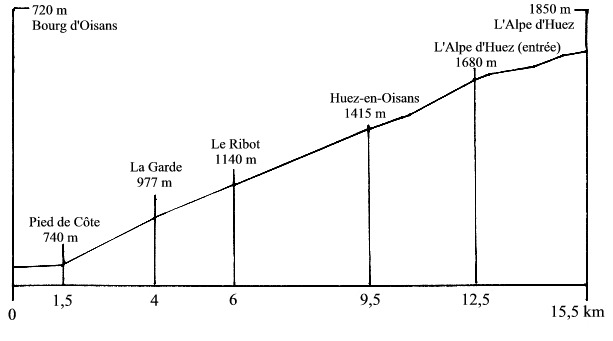 720 m
Bourg d'Oisans
1850 m
L'Alpe d'Huez
L'Alpe d'Huez (entrée)
1680 m
Huez-en-Oisans
1415 m
Le Ribot
1140 m
La Garde
977 m
Pied de Côte
740 m
0
1,5
4
6
9,5
12,5
15,5 km